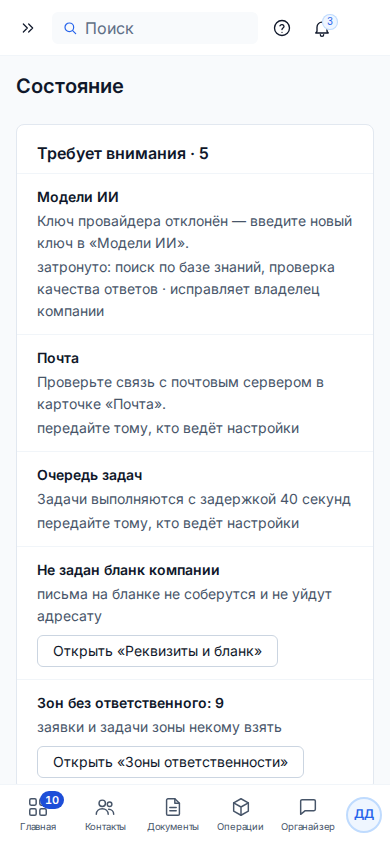 Поиск
3
Состояние
Требует внимания · 5
Модели ИИ
Ключ провайдера отклонён — введите новый
ключ в «Модели ИИ».
затронуто: поиск по базе знаний, проверка
качества ответов · исправляет владелец
компании
Почта
Проверьте связь с почтовым сервером в
карточке «Почта».
передайте тому, кто ведёт настройки
Очередь задач
Задачи выполняются с задержкой 40 секунд
передайте тому, кто ведёт настройки
Не задан бланк компании
письма на бланке не соберутся и не уйдут
адресату
Открыть «Реквизиты и бланк»
Зон без ответственного: 9
заявки и задачи зоны некому взять
Открыть «Зоны ответственности»
10
Главная
Контакты
Документы
Операции
Органайзер
ДД